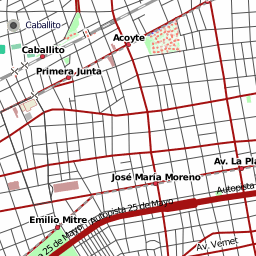 Caballito
Acoyte
Caballito
Primera Junta
Av. La Pla
José María Moreno
Autopista
Autopista 25 de Mayo
Emilio Mitre
25 de Mayo
Av. Vernet